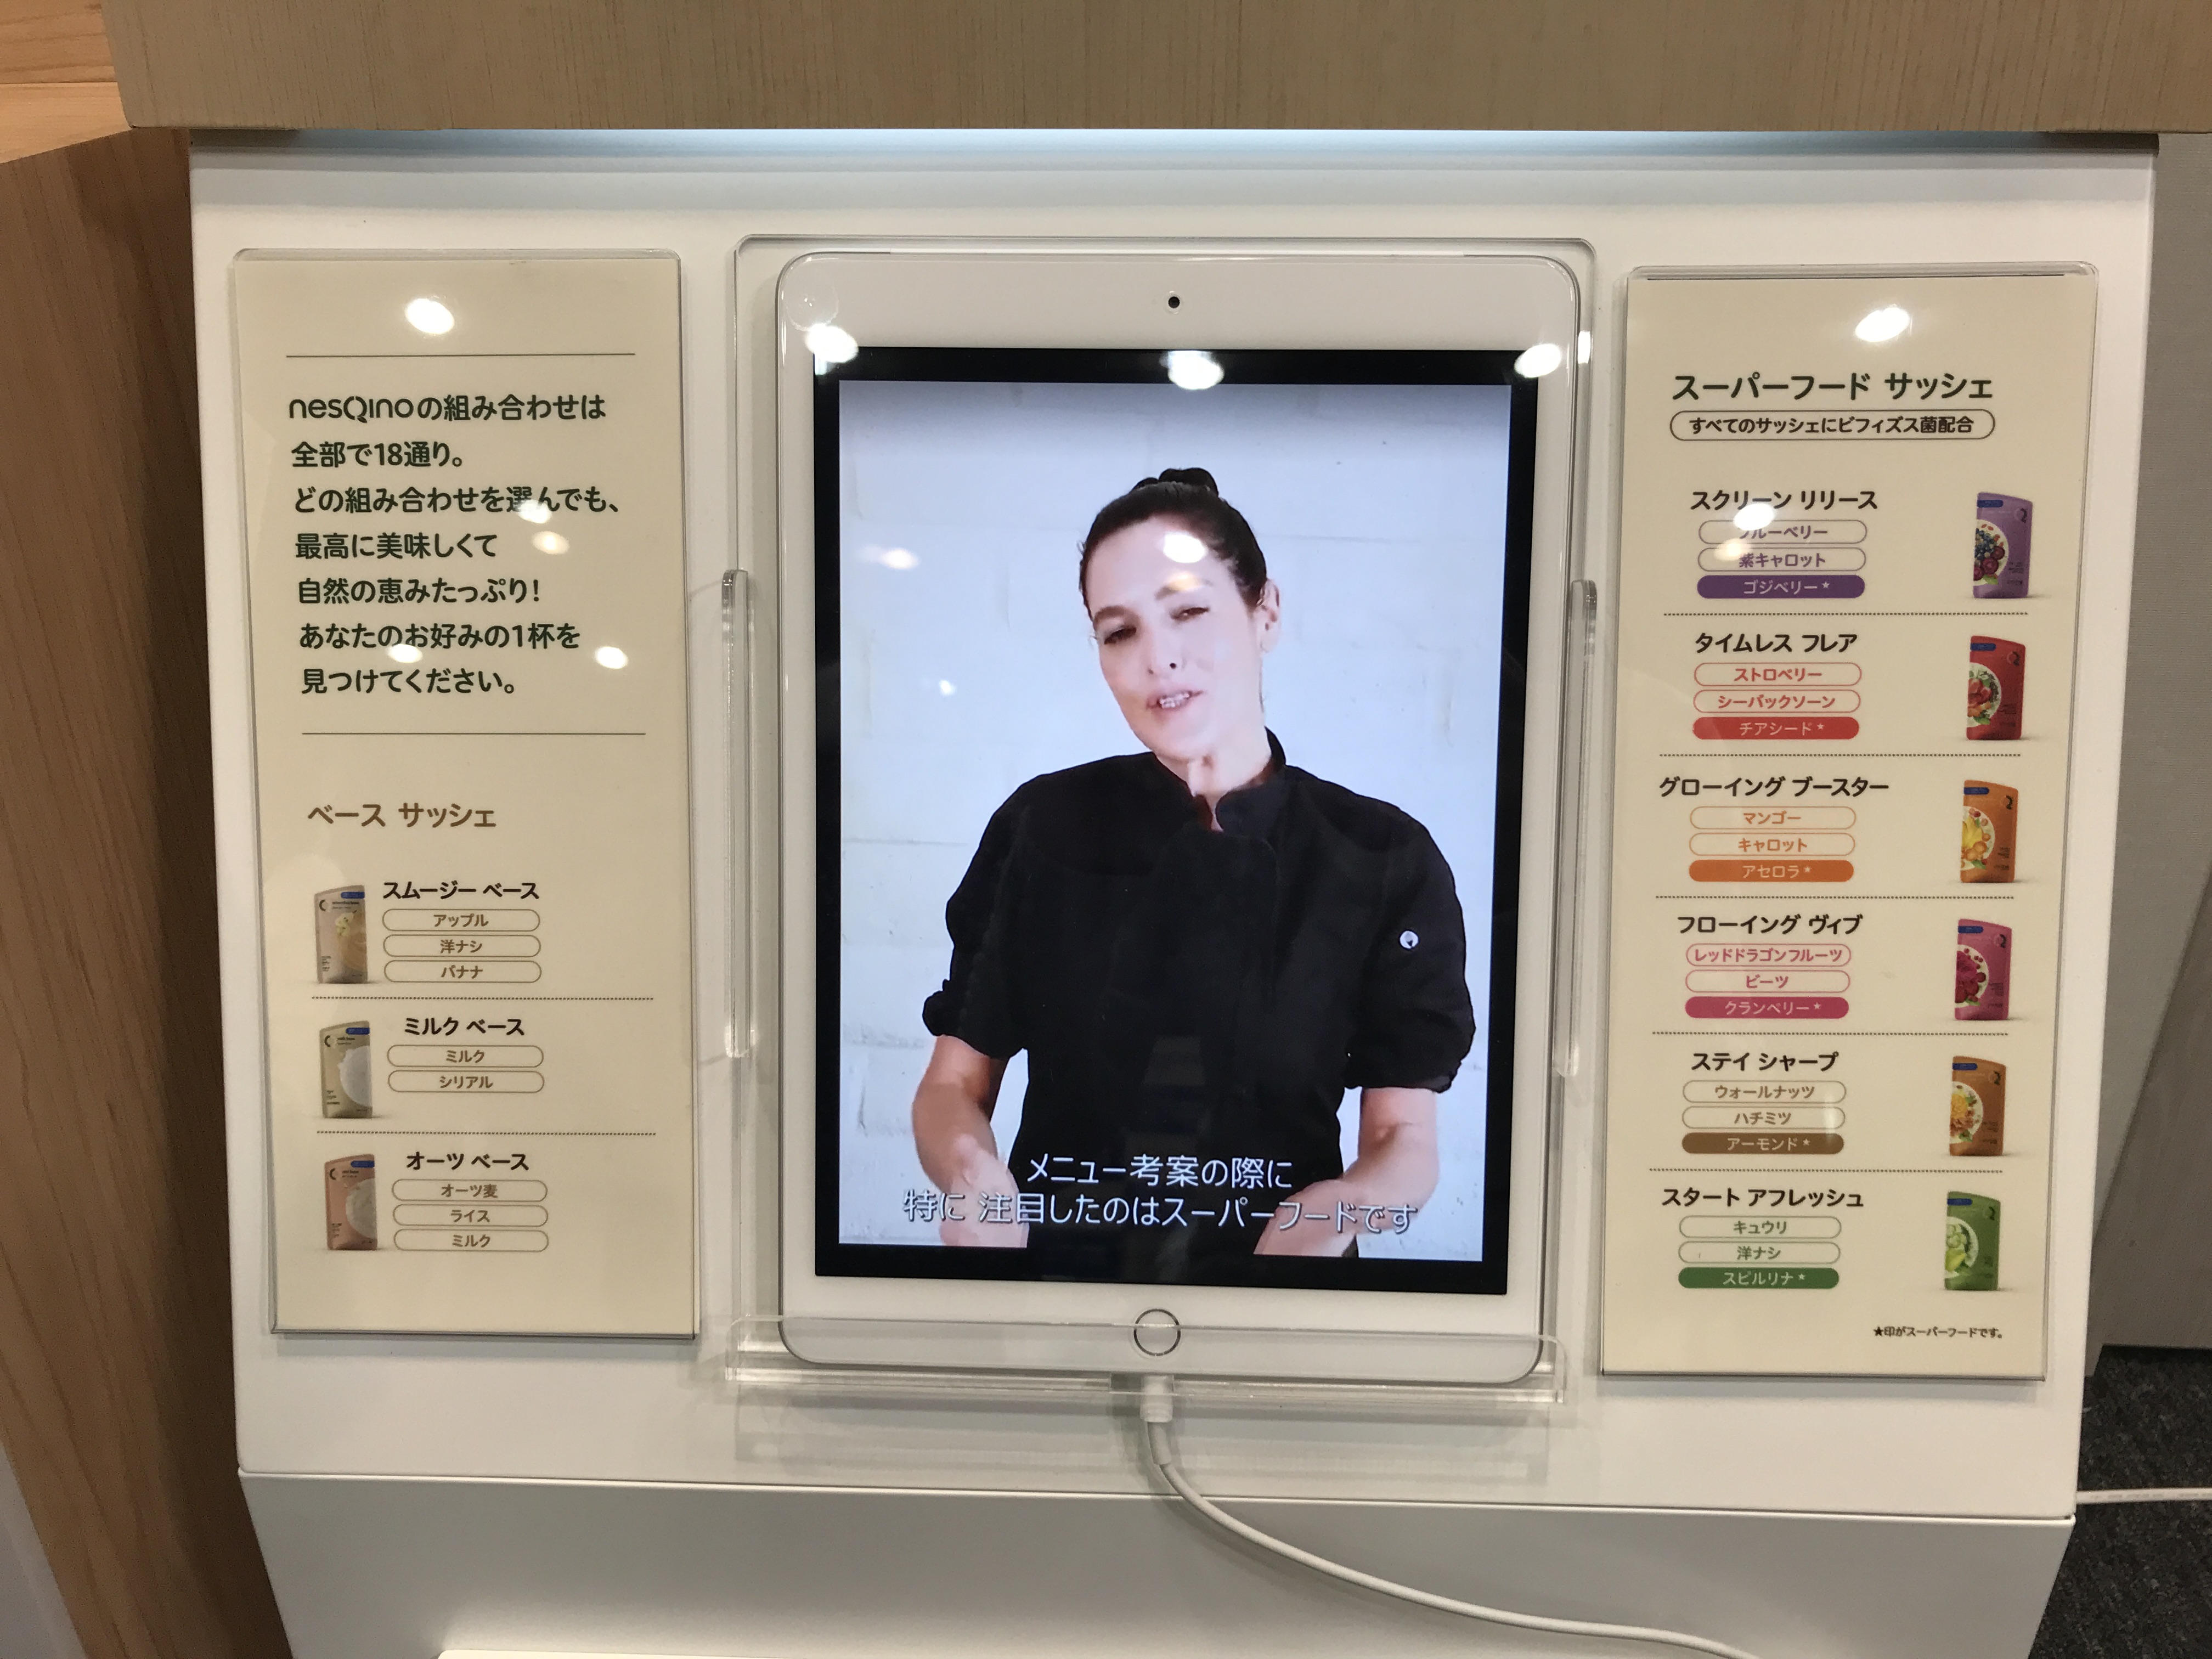 nesQinoの組み合わせは
全部で18通り。
どの組み合わせを選んでも、
最高に美味しくて
自然の恵みたっぷり!
あなたのお好みの1杯を
見つけてください。
ベース サッシェ
スムージー ベース
アップル
洋ナシ
バナナ
ミルク ベース
ミルク
シリアル
オーツ ベース
オーツ麦
ライス
ミルク
メニュー考案の際に
特に 注目したのはスーパーフードです
スーパーフード サッシェ
すべてのサッシェにビフィズス菌配合
スクリーン リリース
ブルーベリー
紫キャロット
ゴジベリー★
タイムレス フレア
ストロベリー
シーバックソーン
チアシード★
グローイング ブースター
マンゴー
キャロット
アセロラ★
フローイング ヴィブ
レッドドラゴンフルーツ
ビーツ
クランベリー★
ステイ シャープ
ウォールナッツ
ハチミツ
アーモンド★
スタート アフレッシュ
キュウリ
洋ナシ
スピルリナ★
★印がスーパーフードです。